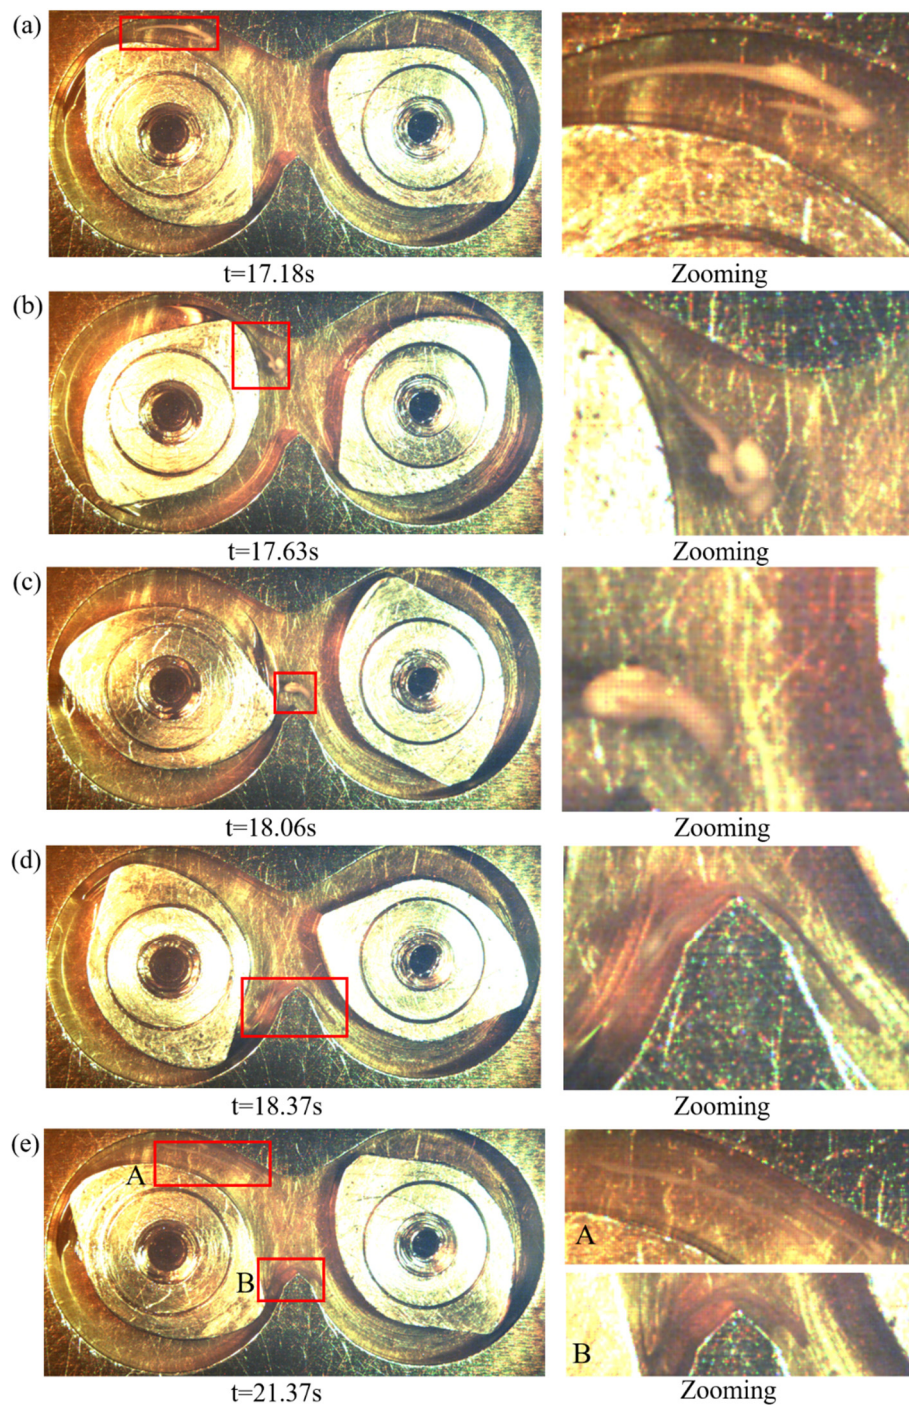 (a)
t=17.18s
Zooming
(b)
t=17.63s
Zooming
(c)
t=18.06s
Zooming
(d)
t=18.37s
Zooming
(e)
A
B
A
B
t=21.37s
Zooming